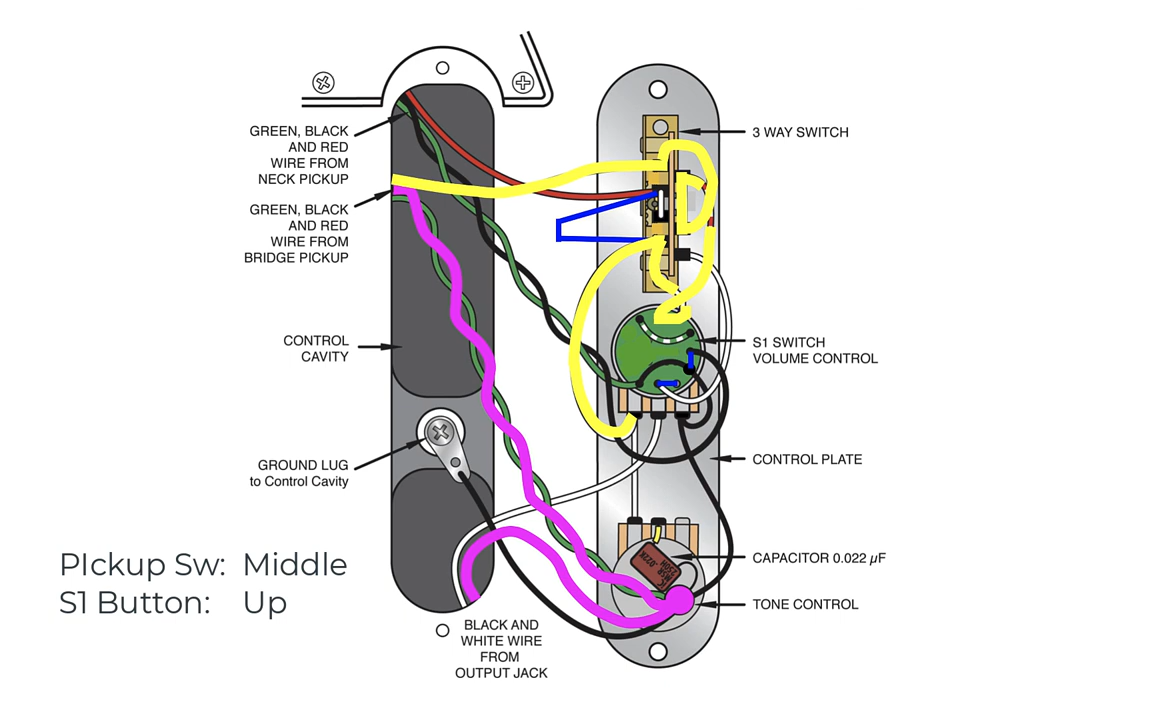 GREEN, BLACK
AND RED
WIRE FROM
NECK PICKUP
GREEN, BLACK
AND RED
WIRE FROM
BRIDGE PICKUP
CONTROL
CAVITY
GROUND LUG
to Control Cavity
3 WAY SWITCH
S1 SWITCH
VOLUME CONTROL
CONTROL PLATE
CAPACITOR 0.022 µF
TONE CONTROL
BLACK AND
WHITE WIRE
FROM
OUTPUT JACK
PIckup Sw: Middle
S1 Button: Up